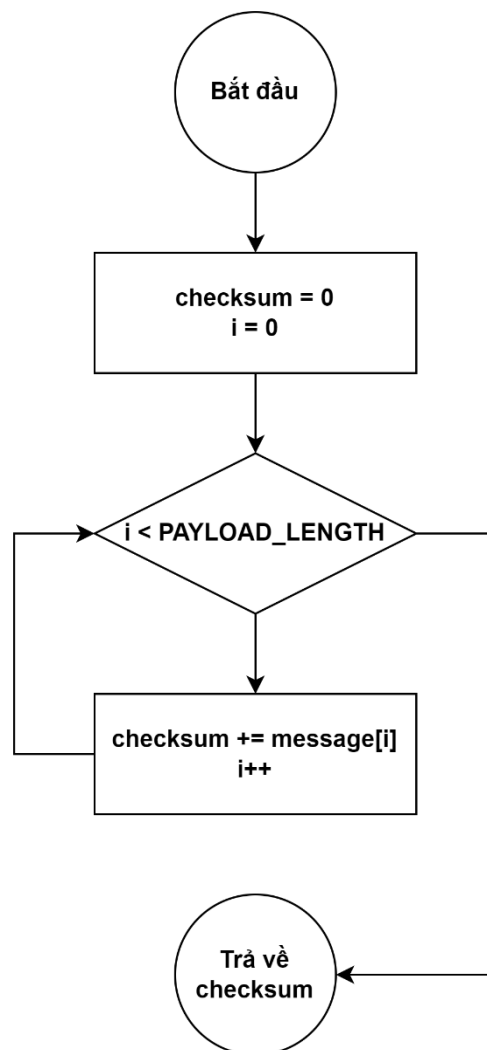 Bắt đầu
checksum = 0
i = 0
i < PAYLOAD_LENGTH
checksum += message[i]
i++
Trả về
checksum